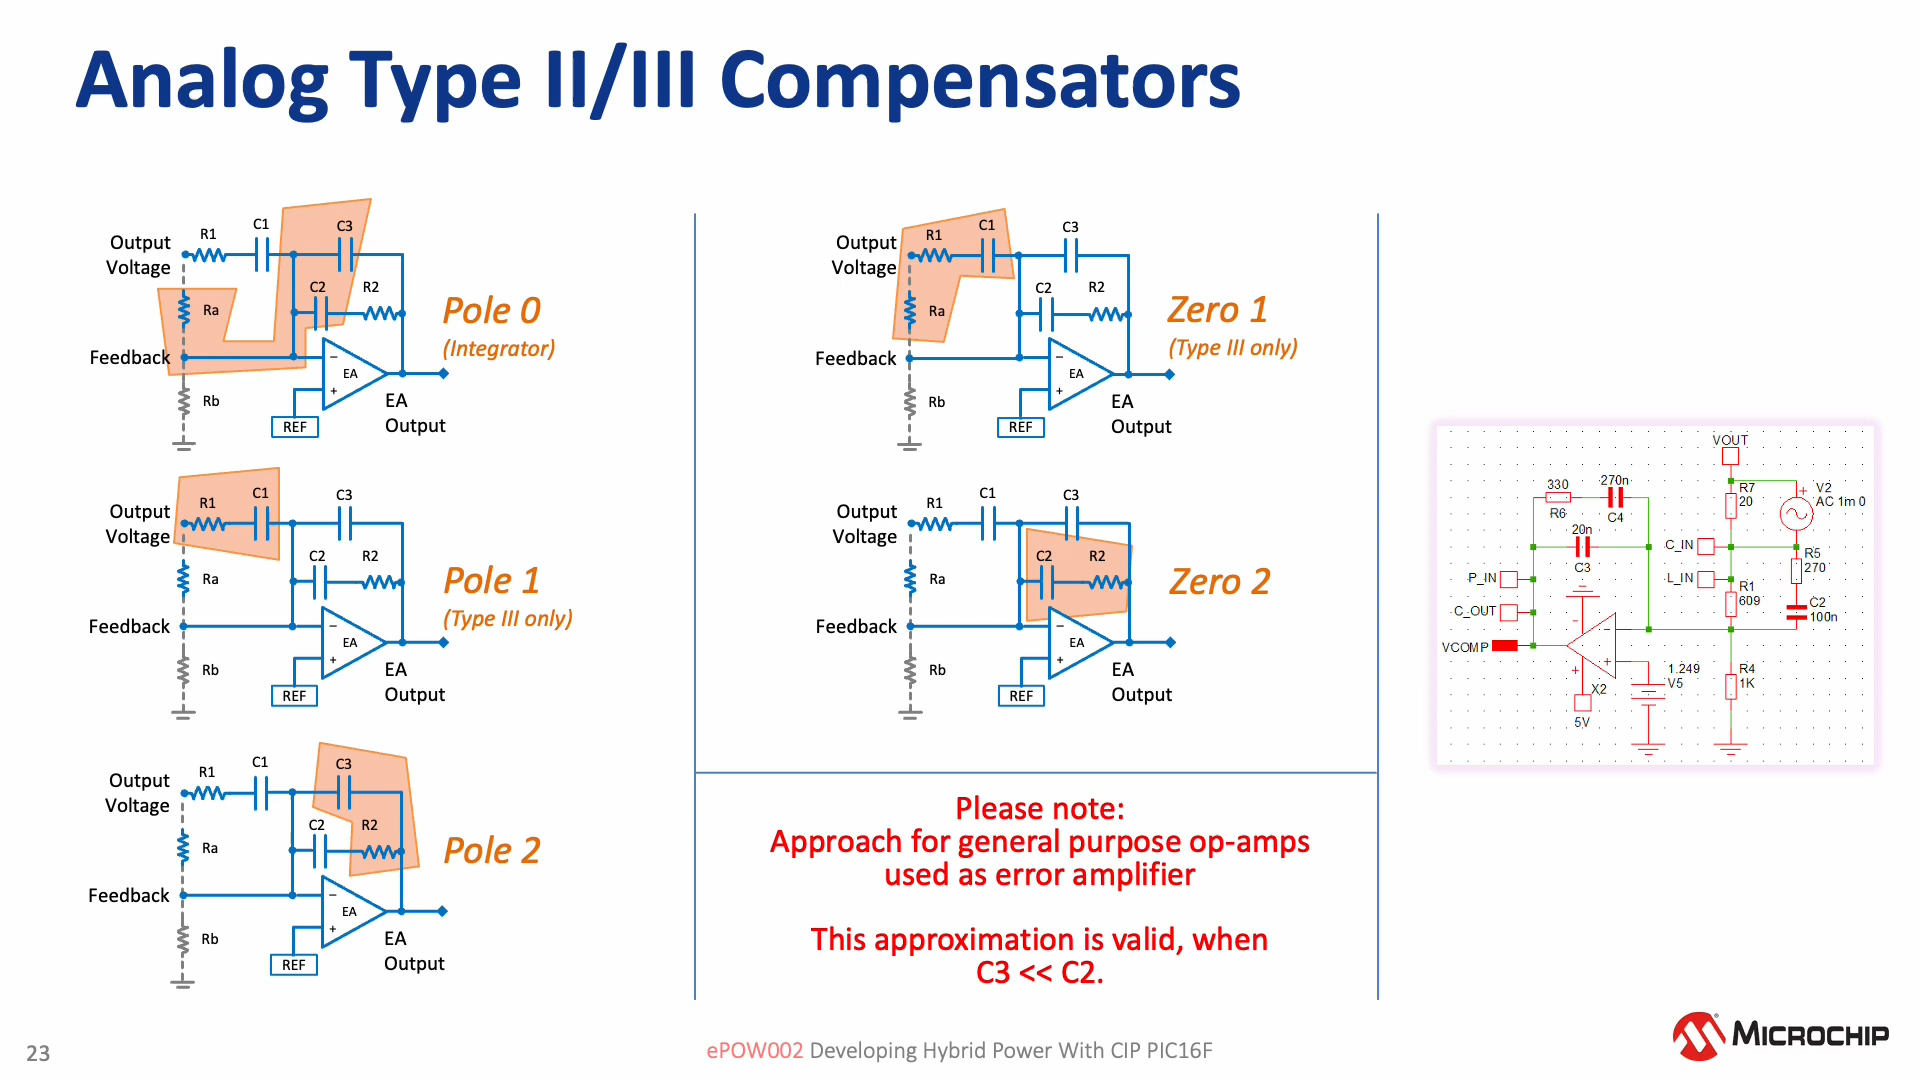 Analog Type II/III Compensators
R1
C1
C3
Output
Voltage
C2
R2
Ra
Pole 0
(Integrator)
Feedback
−
EA
+
Rb
REF
EA
Output
R1
C1
C3
Output
Voltage
C2
R2
Ra
Pole 1
(Type III only)
Feedback
−
EA
+
Rb
REF
EA
Output
R1
C1
C3
Output
Voltage
C2
R2
Ra
Pole 2
Feedback
−
EA
+
Rb
REF
EA
Output
R1
C1
C3
Output
Voltage
C2
R2
Ra
Zero 1
(Type III only)
Feedback
−
EA
+
Rb
REF
EA
Output
R1
C1
C3
Output
Voltage
C2
R2
Ra
Zero 2
Feedback
−
EA
+
Rb
REF
EA
Output
Please note:
Approach for general purpose op-amps
used as error amplifier
This approximation is valid, when
C3 << C2.
VOUT
330
270n
R6
C4
R7
20
V2
AC 1m 0
20n
C3
C_IN
R5
270
P_IN
L_IN
R1
609
C_OUT
C2
100n
VCOMP
X2
5V
1.249
V5
R4
1K
23
ePOW002 Developing Hybrid Power With CIP PIC16F
MICROCHIP